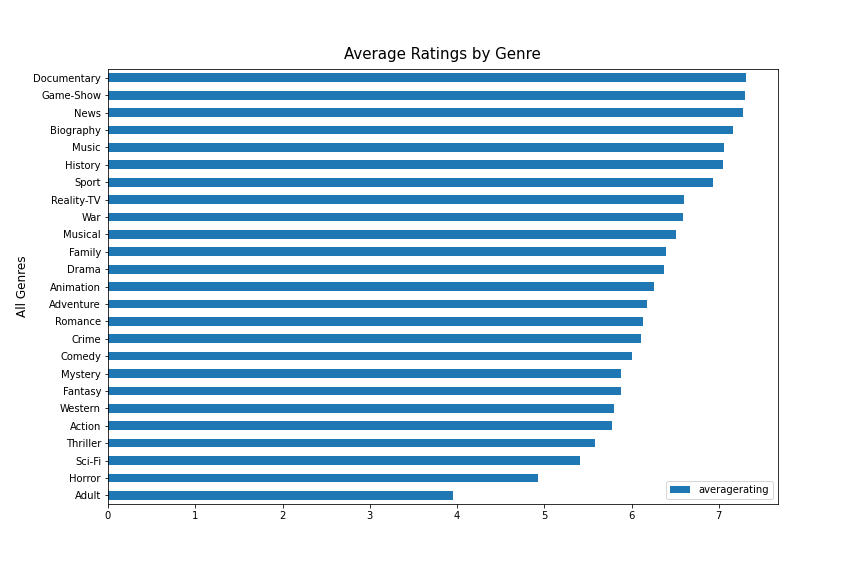 Average Ratings by Genre
All Genres
Documentary
Game-Show
News
Biography
Music
History
Sport
Reality-TV
War
Musical
Family
Drama
Animation
Adventure
Romance
Crime
Comedy
Mystery
Fantasy
Western
Action
Thriller
Sci-Fi
Horror
Adult
averagerating
0 1 2 3 4 5 6 7